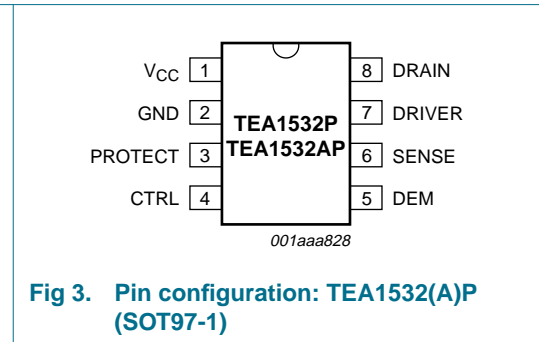 VCC 1 8 DRAIN
GND 2 7 DRIVER
TEA1532P
PROTECT 3 TEA1532AP 6 SENSE
CTRL 4 5 DEM
001aaa828
Fig 3. Pin configuration: TEA1532(A)P
(SOT97-1)